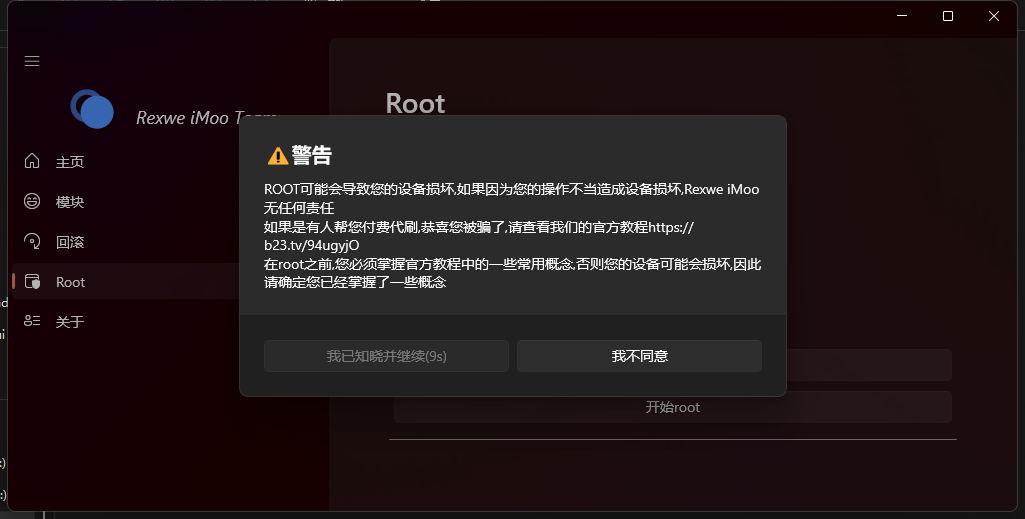 Rexwe iMoo Team
主页
模块
回滚
Root
关于
Root
警告
ROOT可能会导致您的设备损坏,如果因为您的操作不当造成设备损坏,Rexwe iMoo
无任何责任
如果是有人帮您付费代刷,恭喜您被骗了,请查看我们的官方教程https://
b23.tv/94ugyjO
在root之前,您必须掌握官方教程中的一些常用概念,否则您的设备可能会损坏,因此
请确定您已经掌握了一些概念
我已知晓并继续(9s)
我不同意
开始root